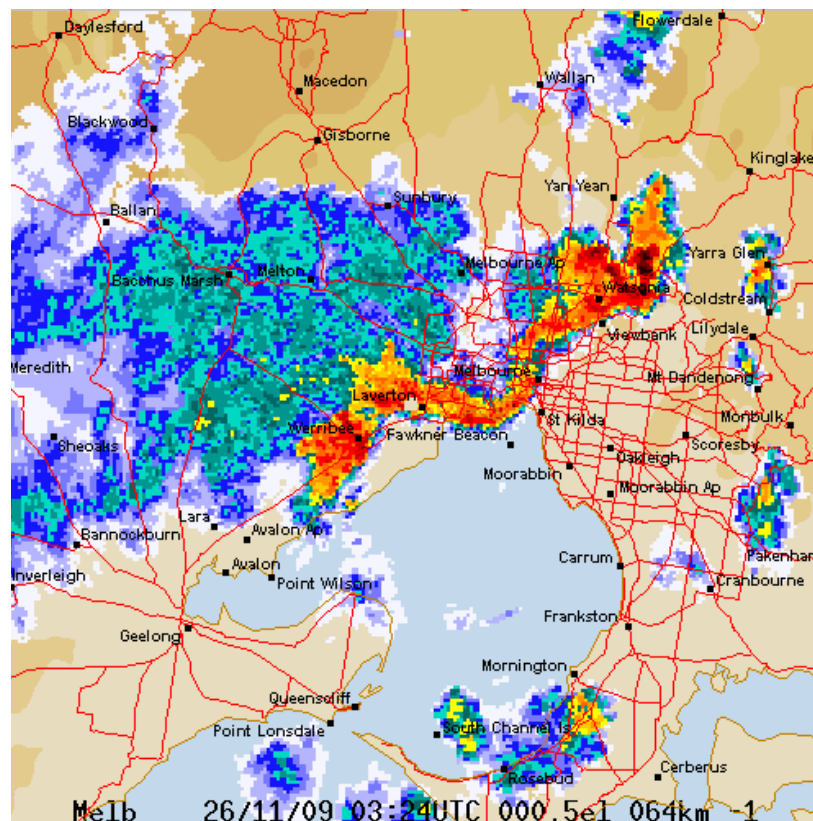 Daylesford
Flowerdale
Macedon
Wallan
Blackwood
Gisborne
Kinglake
Yan Yean
Sunbury
Ballan
Yarra Glen
Bacchus Marsh
Melton
Melbourne Ap
Watsonia
Coldstream
Viewbank
Lilydale
Meredith
Melbourne
Mt Dandenong
Laverton
St Kilda
Monbulk
Werribee
Fawkner Beacon
Sheoaks
Oakleigh
Scoresby
Moorabbin
Moorabbin Ap
Lara
Avalon Ap
Bannockburn
Carrum
Pakenham
Inverleigh
Avalon
Point Wilson
Cranbourne
Geelong
Frankston
Mornington
Queenscliff
Point Lonsdale
South Channel Is
Rosebud
Cerberus
Melb 26/11/09 03:24UTC 000.5el 064km -1